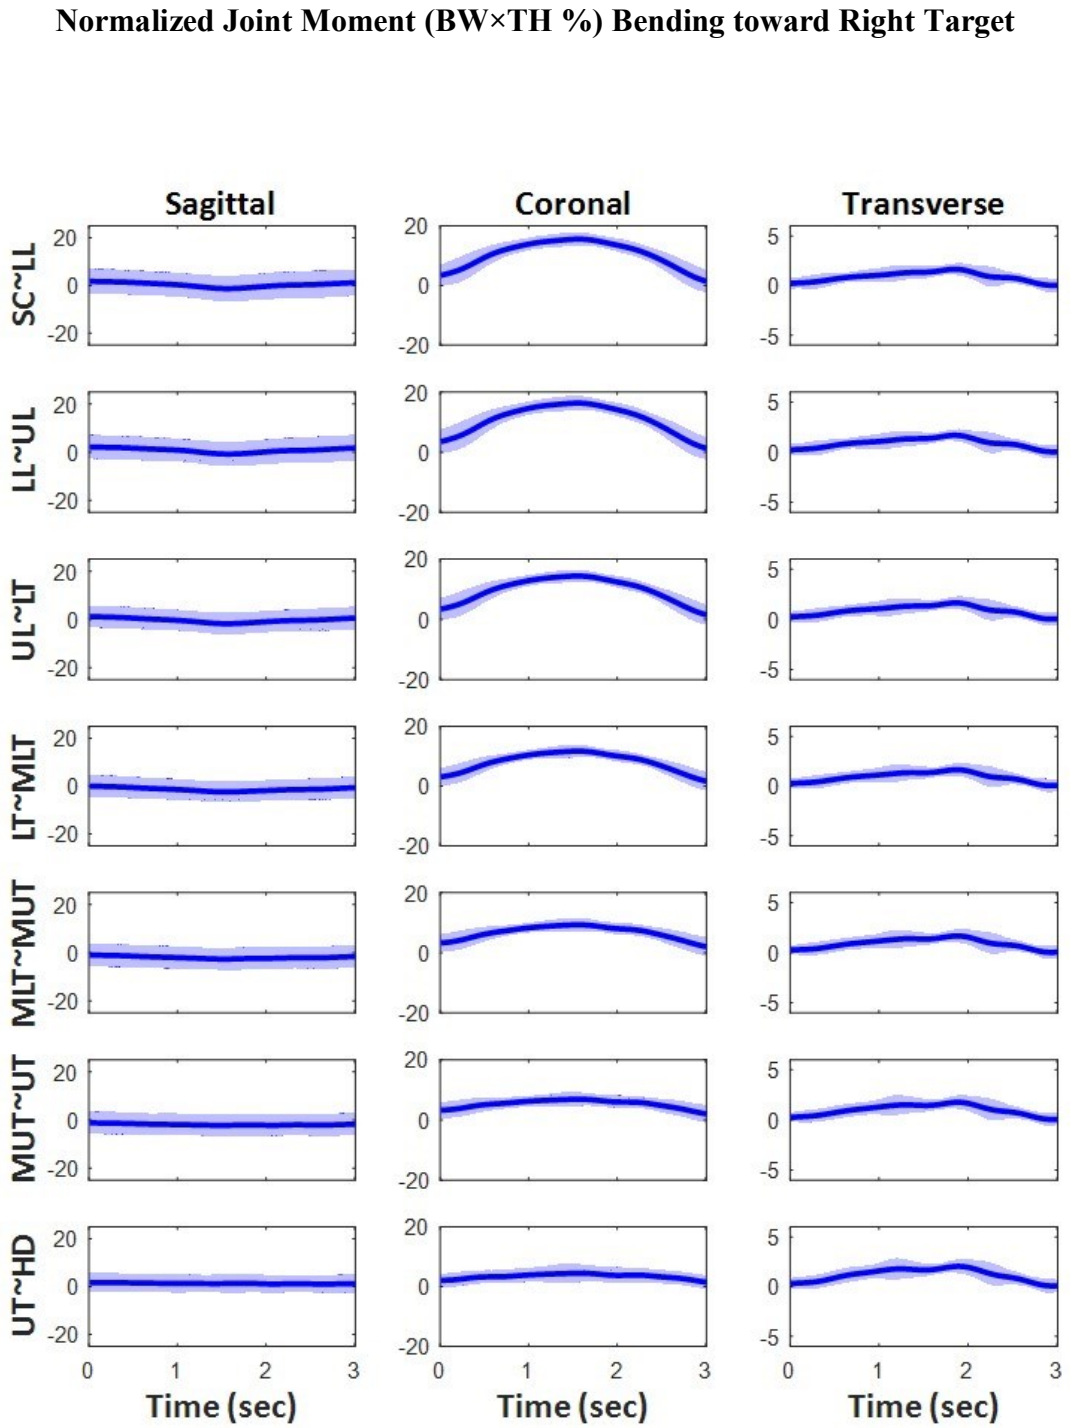 Normalized Joint Moment (BW×TH %) Bending toward Right Target
Sagittal Coronal Transverse
SC~LL
20 0 -20
20 0 -20
5 0 -5
LL~UL
20 0 -20
20 0 -20
5 0 -5
UL~LT
20 0 -20
20 0 -20
5 0 -5
LT~MLT
20 0 -20
20 0 -20
5 0 -5
MLT~MUT
20 0 -20
20 0 -20
5 0 -5
MUT~UT
20 0 -20
20 0 -20
5 0 -5
UT~HD
20 0 -20
20 0 -20
5 0 -5
0 1 2 3 0 1 2 3 0 1 2 3
Time (sec) Time (sec) Time (sec)